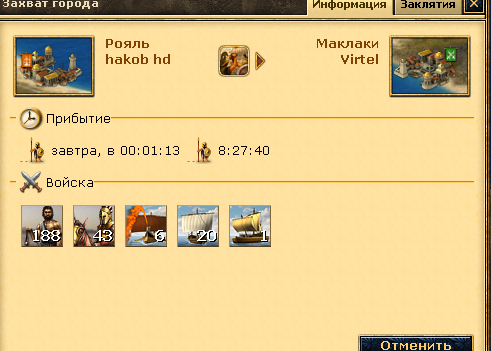 Захват города
Информация
Заклятия
Рояль
hakob hd
Маклаки
Virtel
Прибытие
завтра, в 00:01:13
8:27:40
Войска
188
43
6
20
1
Отменить